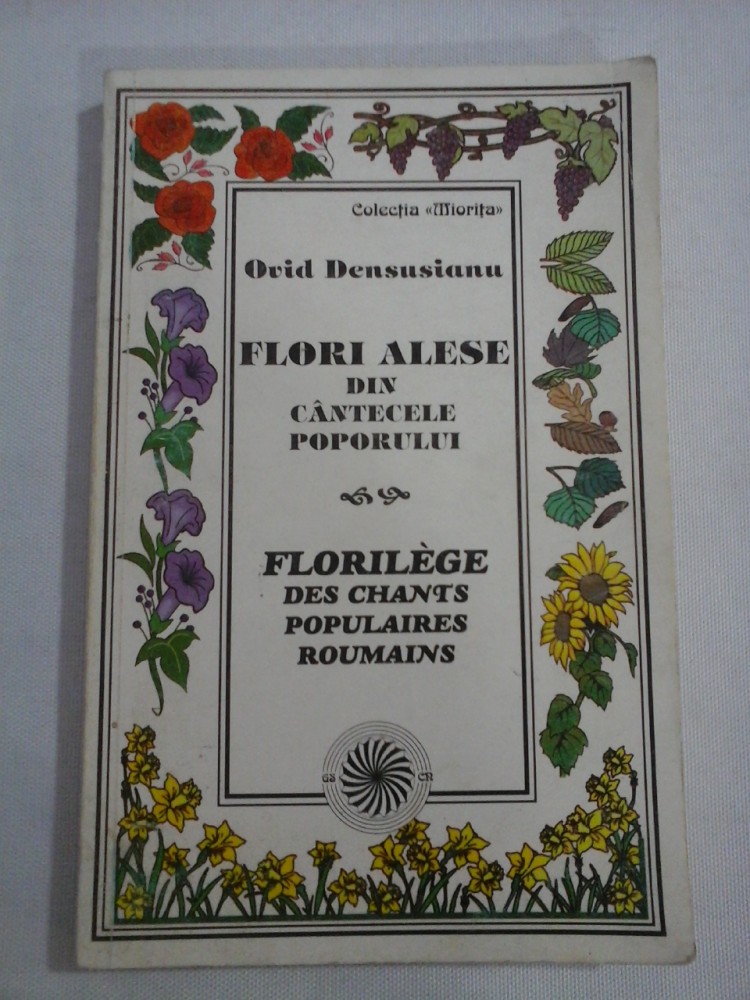 Colecția «Miorița»
Ovid Densusianu
FLORI ALESE
DIN
CÂNTECELE
POPORULUI
FLORILÈGE
DES CHANTS
POPULAIRES
ROUMAINS